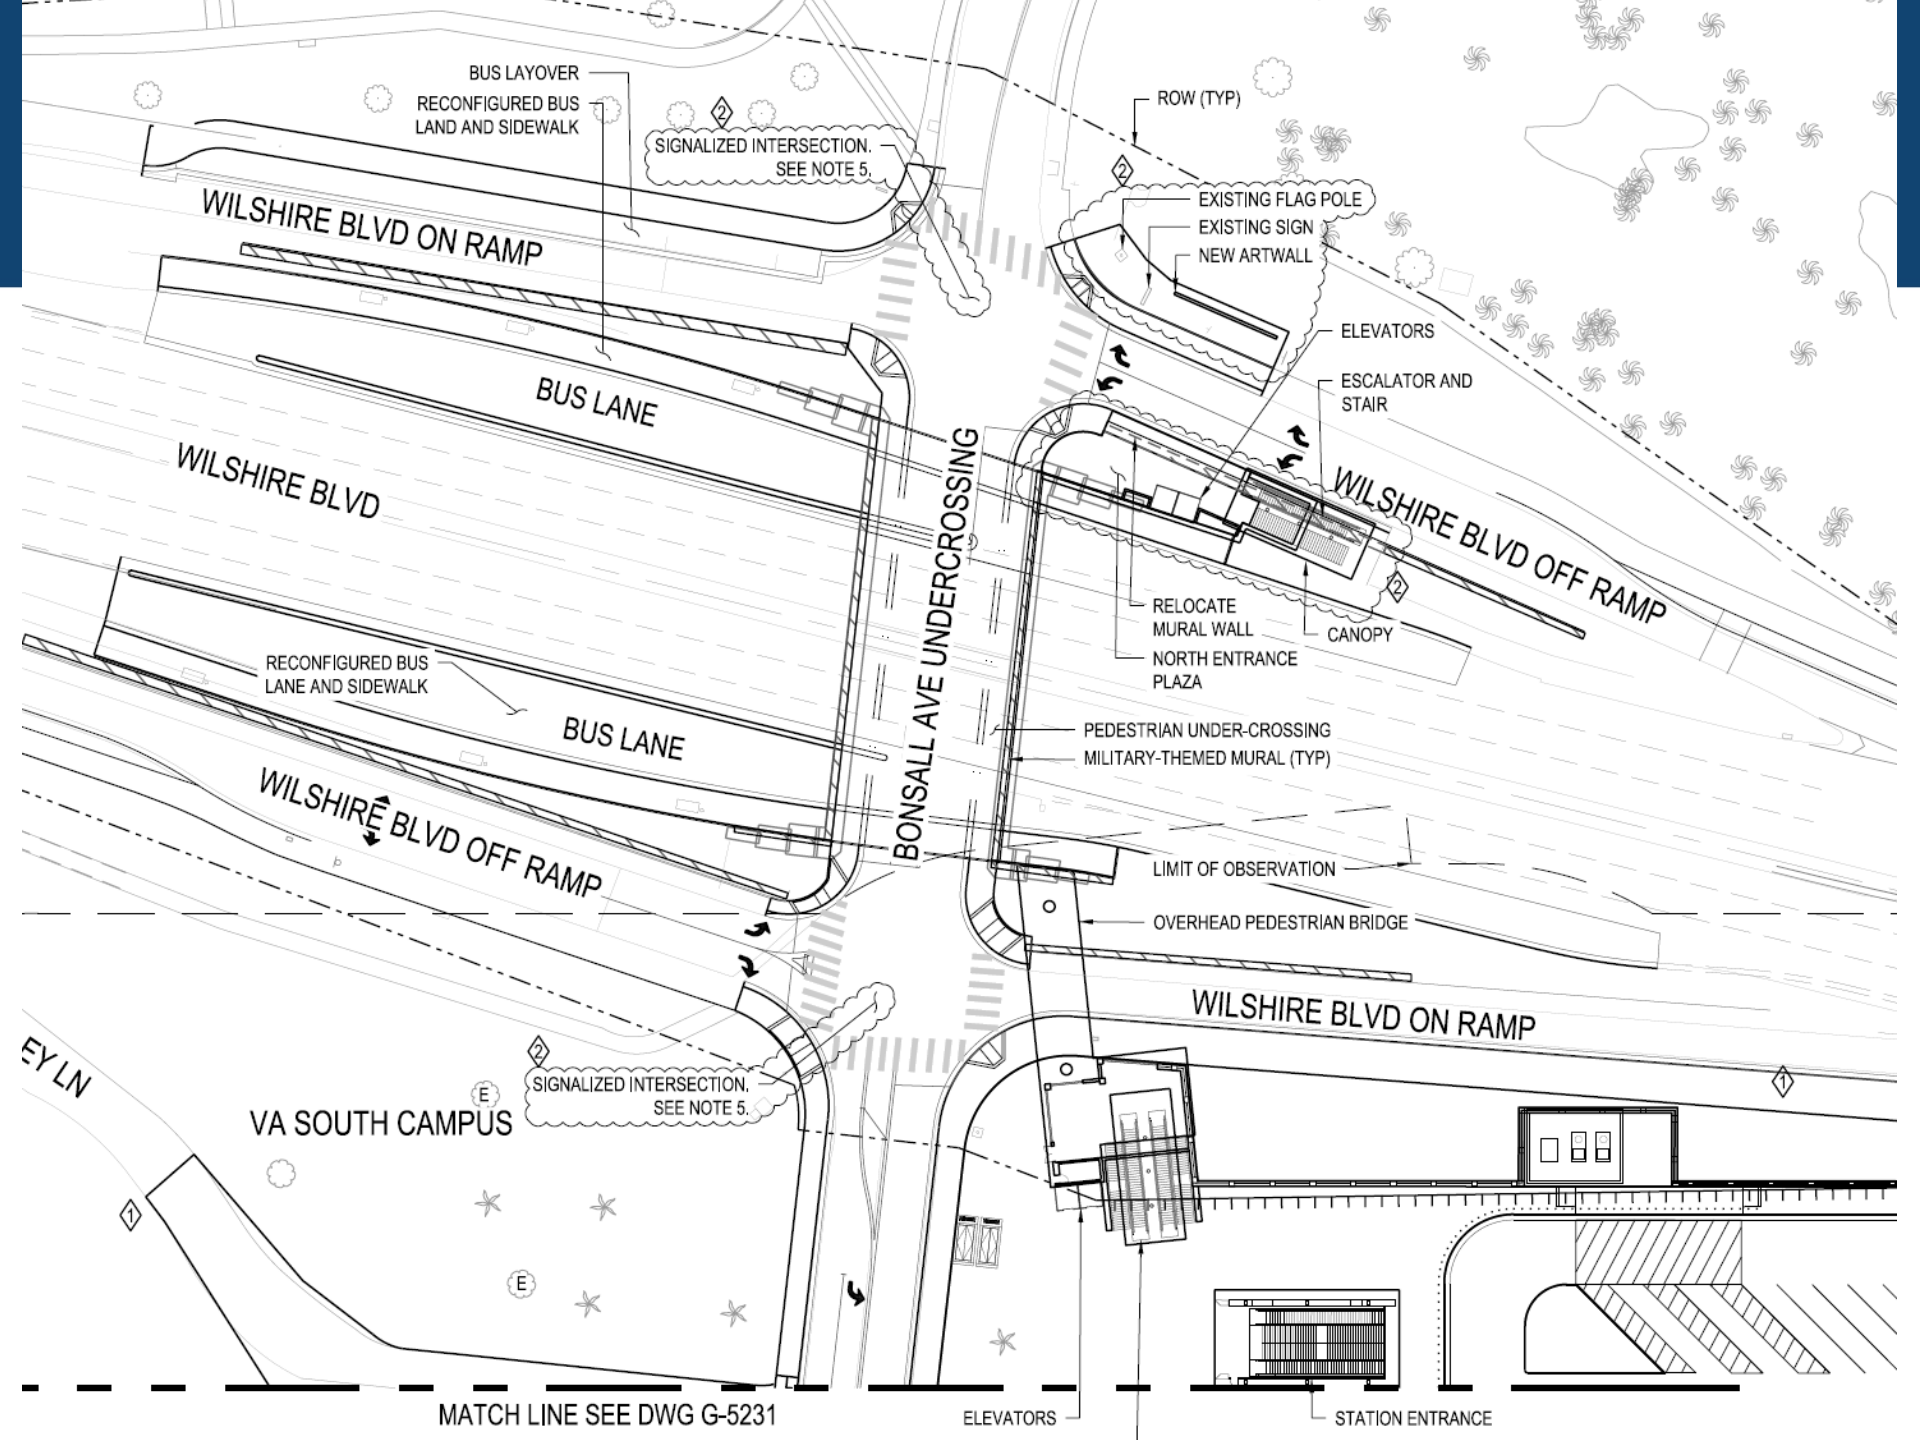 BUS LAYOVER
RECONFIGURED BUS
LAND AND SIDEWALK
2
SIGNALIZED INTERSECTION.
SEE NOTE 5.
ROW (TYP)
2
EXISTING FLAG POLE
EXISTING SIGN
NEW ARTWALL
WILSHIRE BLVD ON RAMP
ELEVATORS
ESCALATOR AND
STAIR
BUS LANE
WILSHIRE BLVD
WILSHIRE BLVD OFF RAMP
BONSALL AVE UNDERCROSSING
2
RELOCATE
MURAL WALL
CANOPY
NORTH ENTRANCE
PLAZA
RECONFIGURED BUS
LANE AND SIDEWALK
BUS LANE
PEDESTRIAN UNDER-CROSSING
MILITARY-THEMED MURAL (TYP)
WILSHIRE BLVD OFF RAMP
LIMIT OF OBSERVATION
OVERHEAD PEDESTRIAN BRIDGE
WILSHIRE BLVD ON RAMP
EY LN
2
SIGNALIZED INTERSECTION.
SEE NOTE 5.
E
VA SOUTH CAMPUS
1
1
E
MATCH LINE SEE DWG G-5231
ELEVATORS
STATION ENTRANCE